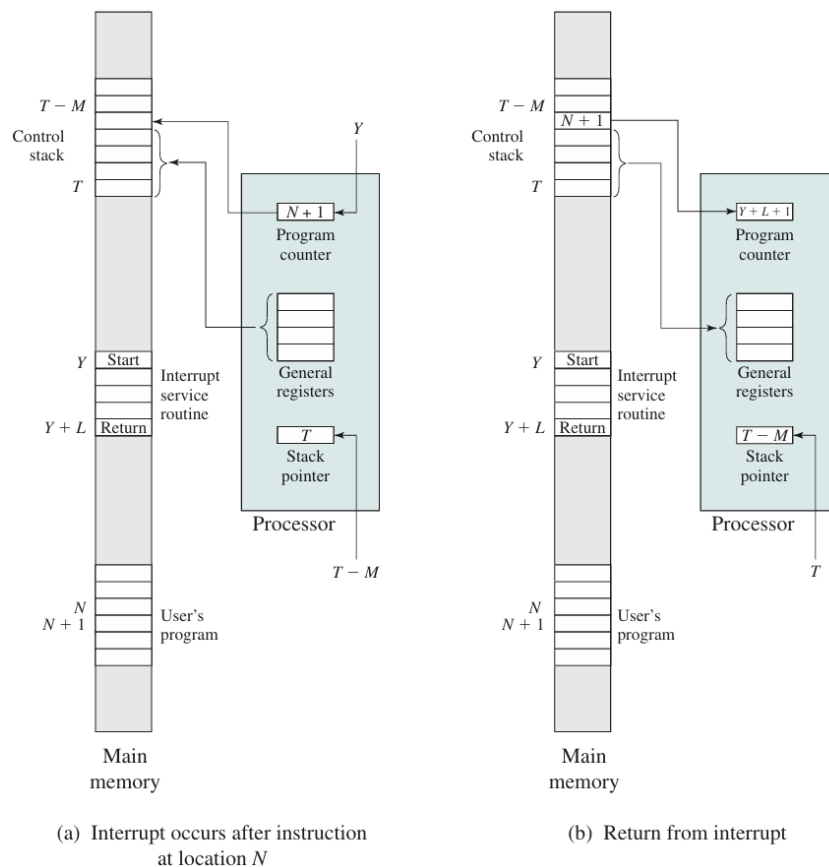 T − M
Control
stack
T
Y
N + 1
Program
counter
Y
Start
Interrupt
service
routine
General
registers
Y + L
Return
T
Stack
pointer
Processor
T − M
N
N + 1
User's
program
Main
memory
(a) Interrupt occurs after instruction
at location N
T − M
N + 1
Control
stack
T
Y + L + 1
Program
counter
Y
Start
Interrupt
service
routine
General
registers
Y + L
Return
T − M
Stack
pointer
Processor
T
N
N + 1
User's
program
Main
memory
(b) Return from interrupt